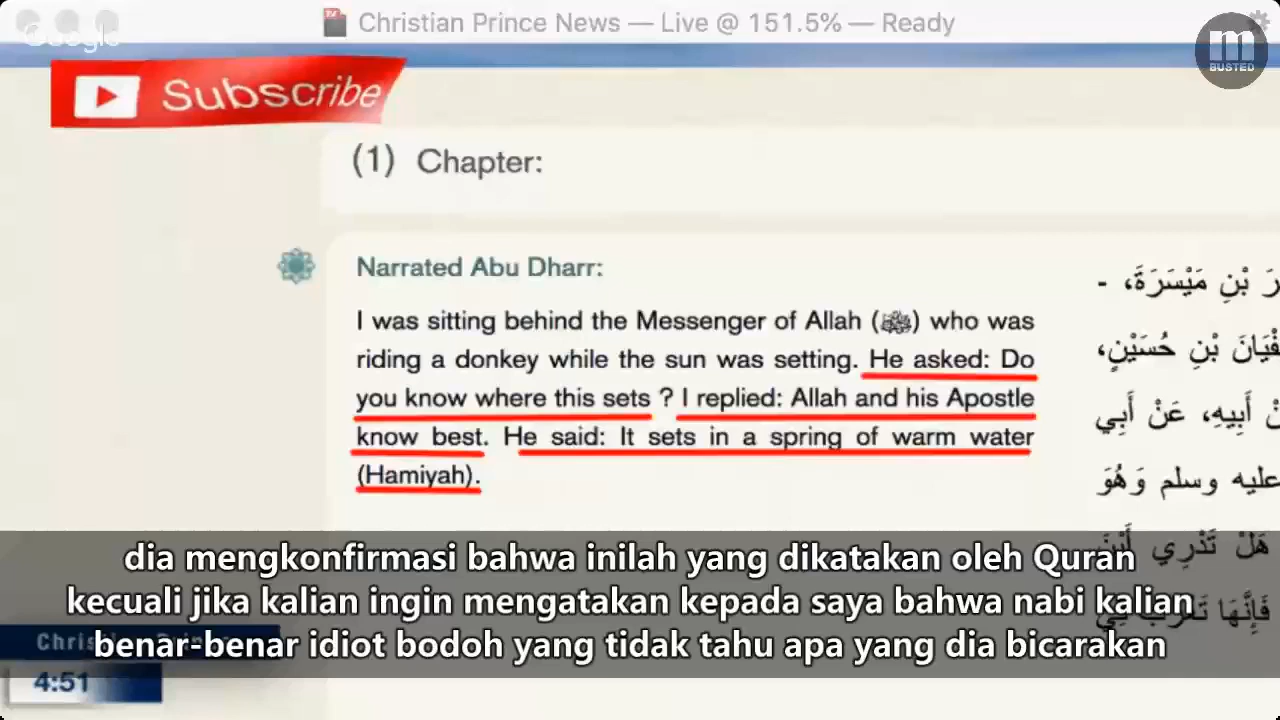 Christian Prince News — Live @ 151.5% — Ready
Google
m
BUSTED
Subscribe
(1) Chapter:
Narrated Abu Dharr:
I was sitting behind the Messenger of Allah (ﷺ) who was
riding a donkey while the sun was setting. He asked: Do
you know where this sets ? I replied: Allah and his Apostle
know best. He said: It sets in a spring of warm water
(Hamiyah).
بْنِ مَيْسَرَةَ، -
حُسَيْنٍ،
أَبِيهِ، عَنْ أَبِي
عليه وسلم وَهُوَ
هَلْ تَدْرِي أَيْنَ
dia mengkonfirmasi bahwa inilah yang dikatakan oleh Quran
kecuali jika kalian ingin mengatakan kepada saya bahwa nabi kalian
benar-benar idiot bodoh yang tidak tahu apa yang dia bicarakan
4:51